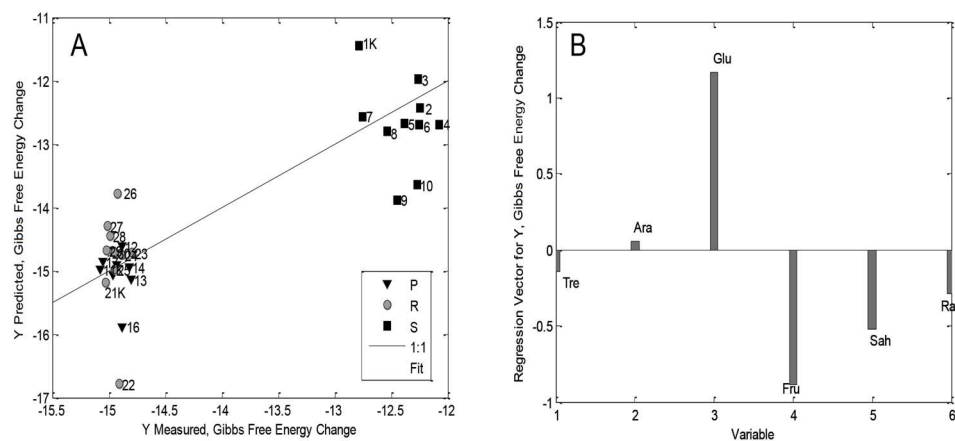 A
Y Predicted, Gibbs Free Energy Change
-11
-12
-13
-14
-15
-16
-17
1K
3
2
7
5
6
4
8
10
9
26
27
28
12
23
14
13
21K
16
22
P
R
S
1:1
Fit
-15.5
-15
-14.5
-14
-13.5
-13
-12.5
-12
Y Measured, Gibbs Free Energy Change
B
Regression Vector for Y, Gibbs Free Energy Change
1.5
1
0.5
0
-0.5
-1
Glu
Ara
Tre
Ra
Sah
Fru
1
2
3
4
5
6
Variable